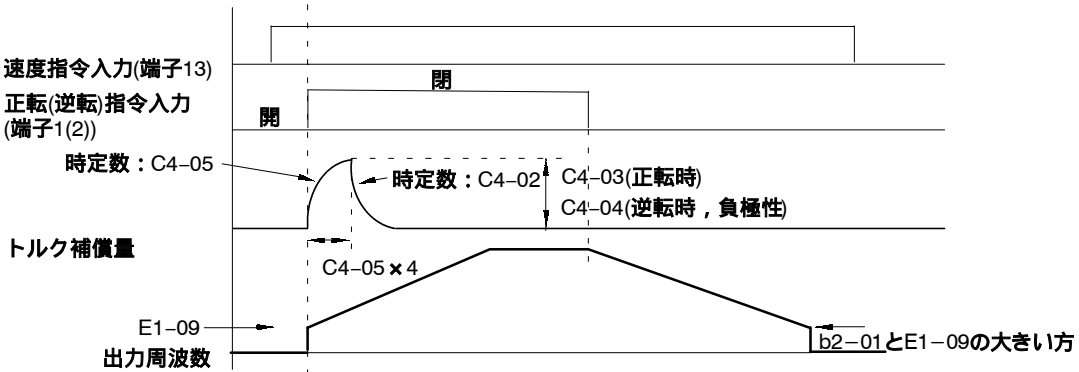 速度指令入力(端子13)
閉
正転(逆転)指令入力
(端子1(2))
開
時定数：C4−05
時定数：C4−02
C4−03(正転時)
C4−04(逆転時，負極性)
トルク補償量
C4−05×4
E1−09
b2−01とE1−09の大きい方
出力周波数